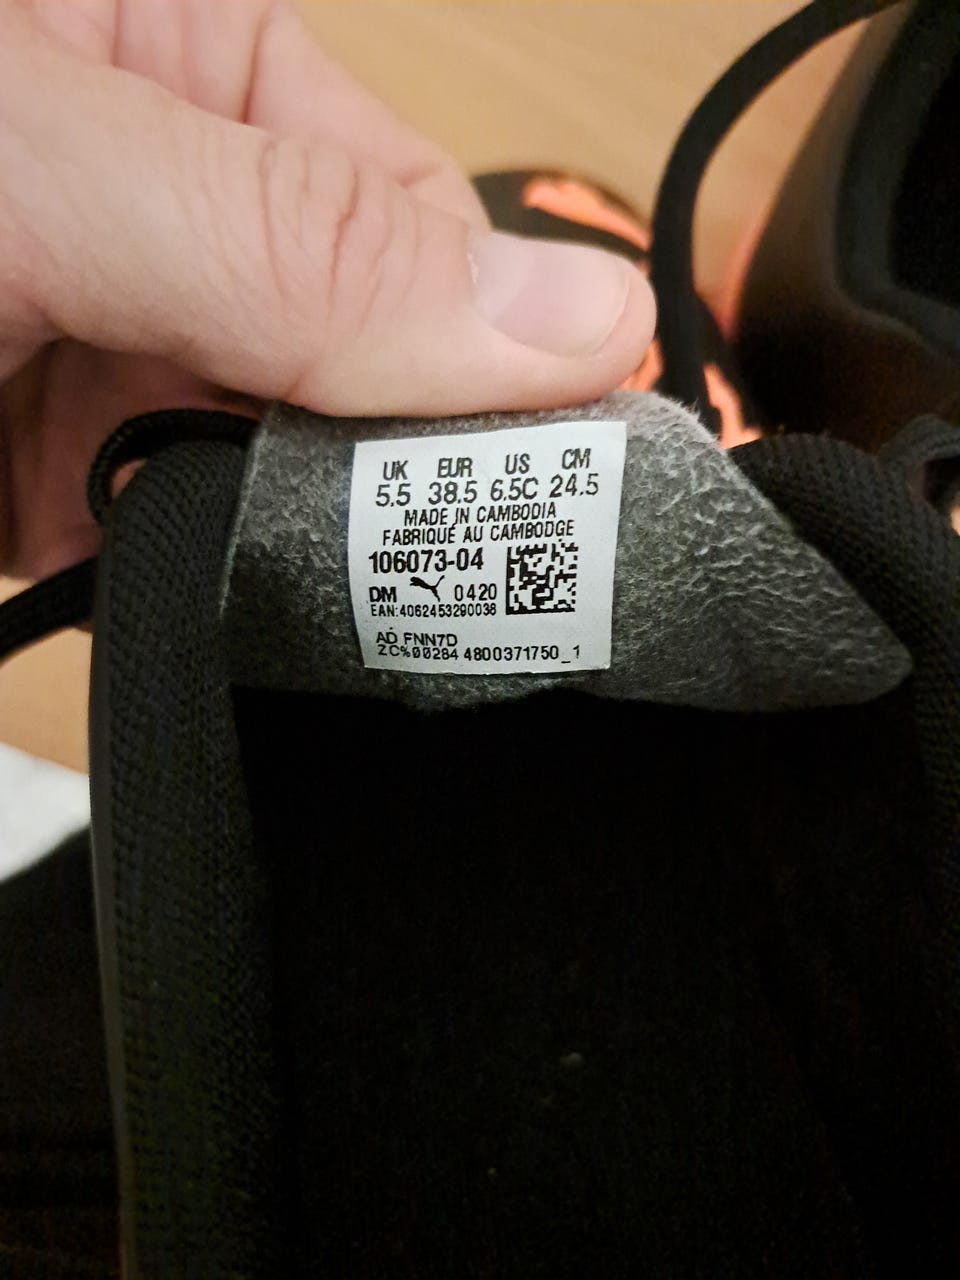 UK EUR US CM
5.5 38.5 6.5C 24.5
MADE IN CAMBODIA
FABRIQUÉ AU CAMBODGE
106073-04
DM 0420
EAN:4062453290038
AD FNN7D
ZC%00284 4800371750_1